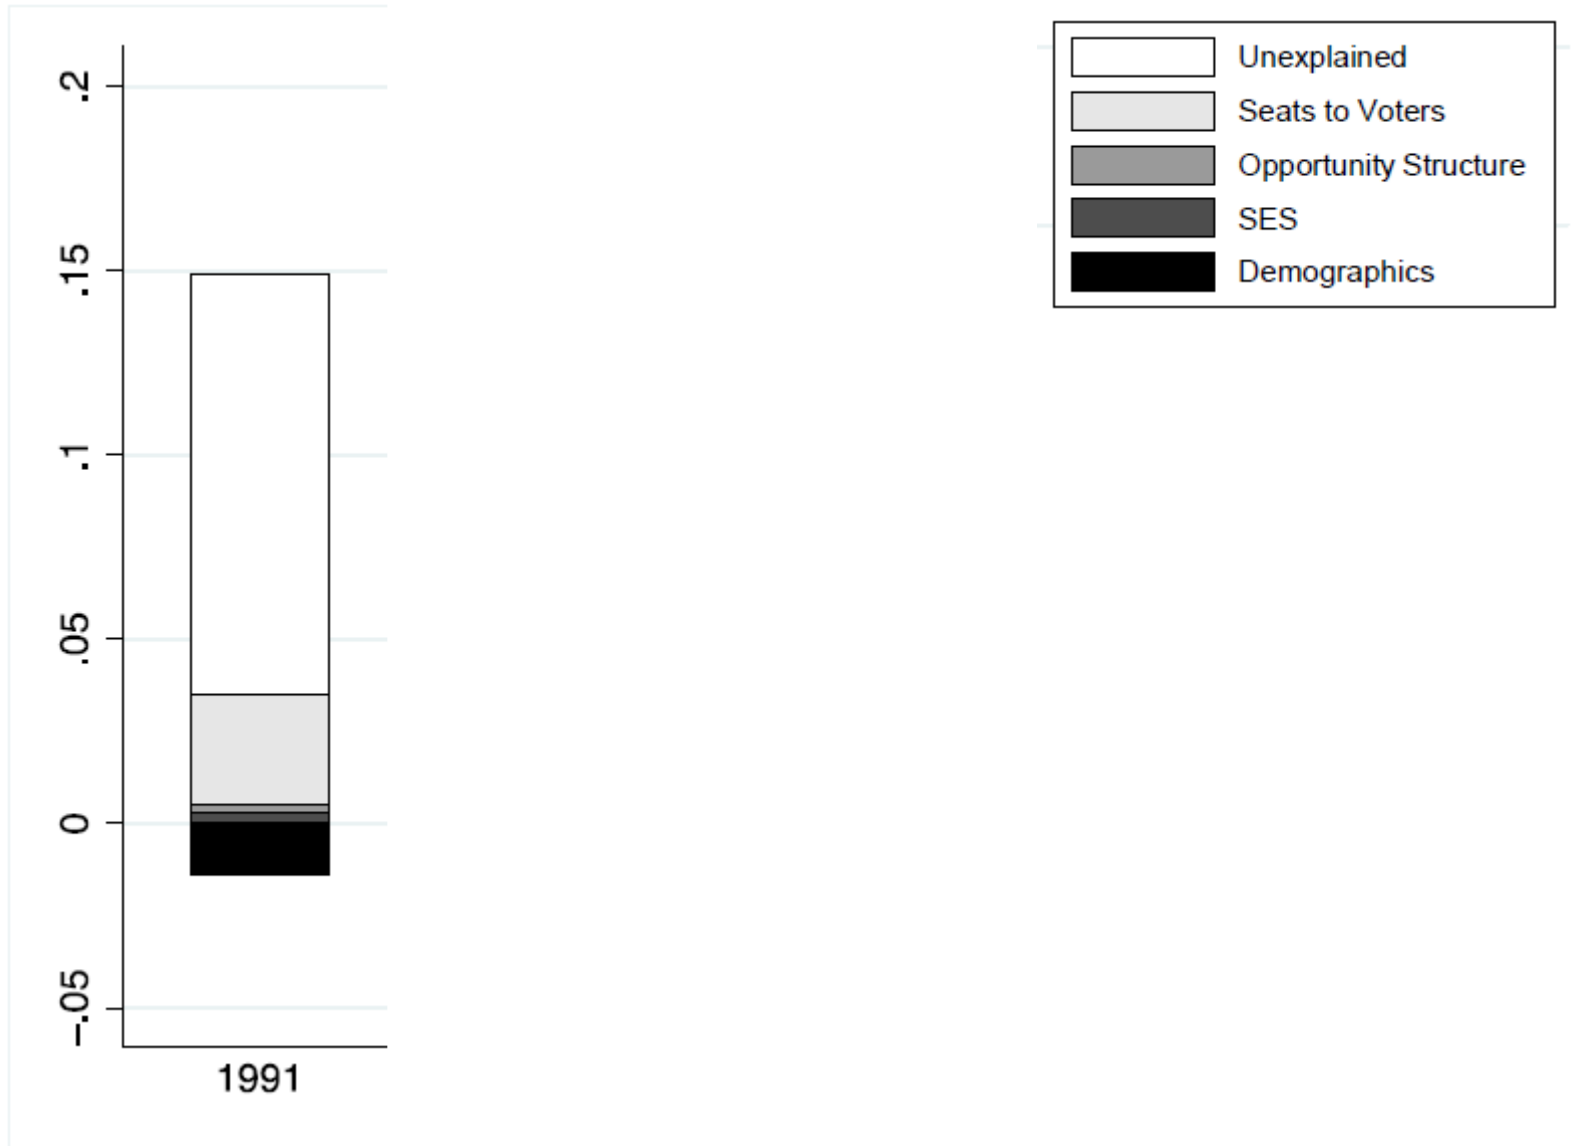 .2
.15
.1
.05
0
−.05
1991
Unexplained
Seats to Voters
Opportunity Structure
SES
Demographics